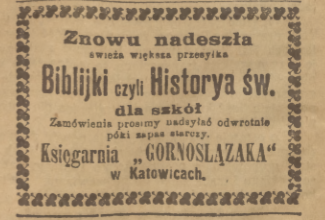 Znowu nadeszła
świeża większa przesyłka
Biblijki czyli Historya św.
dla szkół
Zamówienia prosimy nadsyłać odwrotnie
póki zapas starczy.
Księgarnia „GORNOSLĄZAKA“
w Katowicach.